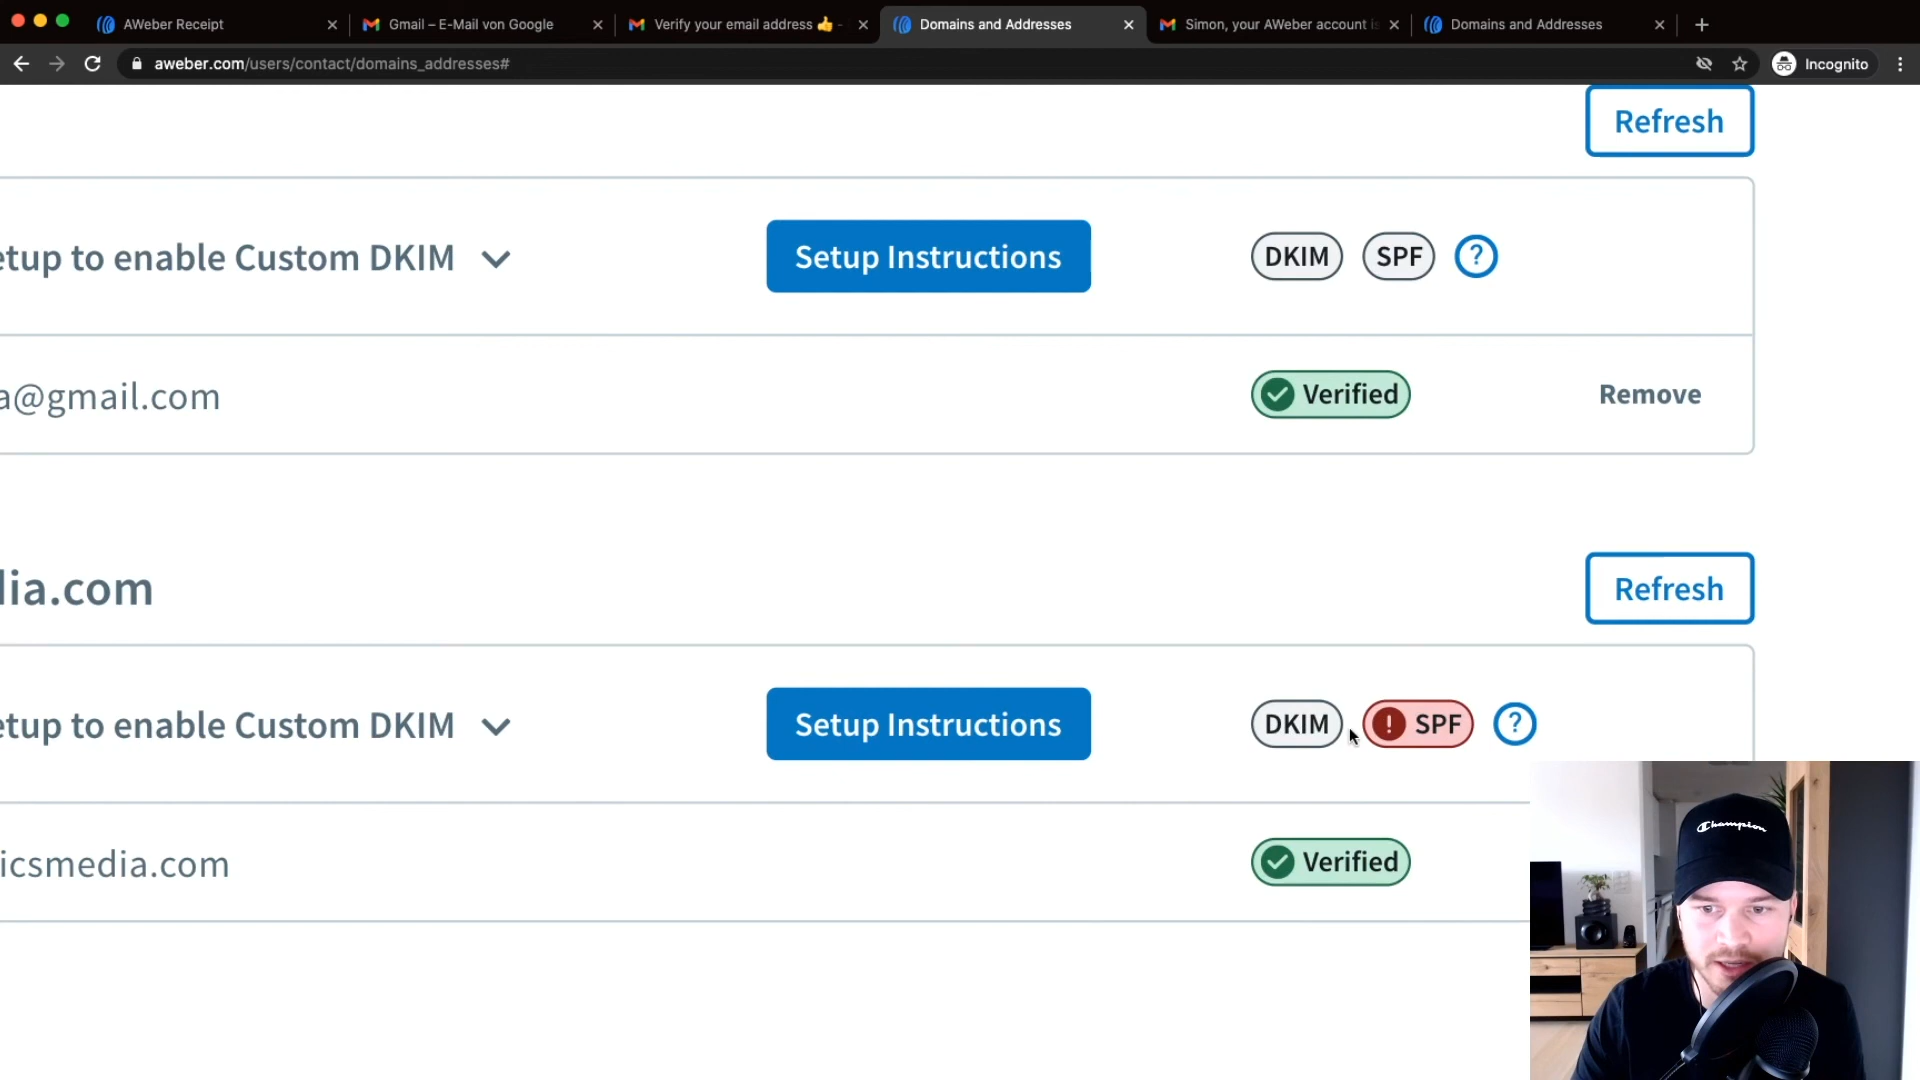 AWeber Receipt
Gmail – E-Mail von Google
Verify your email address 👍 -
Domains and Addresses
Simon, your AWeber account is
Domains and Addresses
aweber.com/users/contact/domains_addresses#
Incognito
Refresh
etup to enable Custom DKIM
Setup Instructions
DKIM
SPF
?
a@gmail.com
Verified
Remove
dia.com
Refresh
etup to enable Custom DKIM
Setup Instructions
DKIM
! SPF
?
icsmedia.com
Verified
Champion